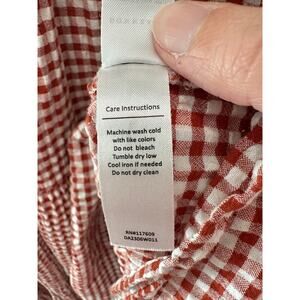 Care Instructions
Machine wash cold
with like colors
Do not bleach
Tumble dry low
Cool iron if needed
Do not dry clean
RN#117609
DA2306W011